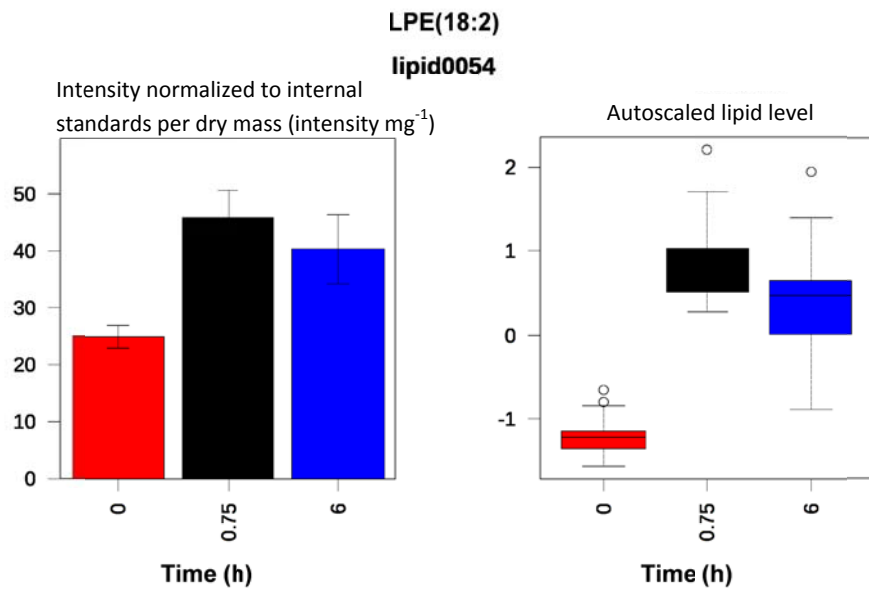 LPE(18:2)
lipid0054
Intensity normalized to internal
standards per dry mass (intensity mg⁻¹)
50
40
30
20
10
0
0
0.75
6
Time (h)
Autoscaled lipid level
2
1
0
-1
0
0.75
6
Time (h)